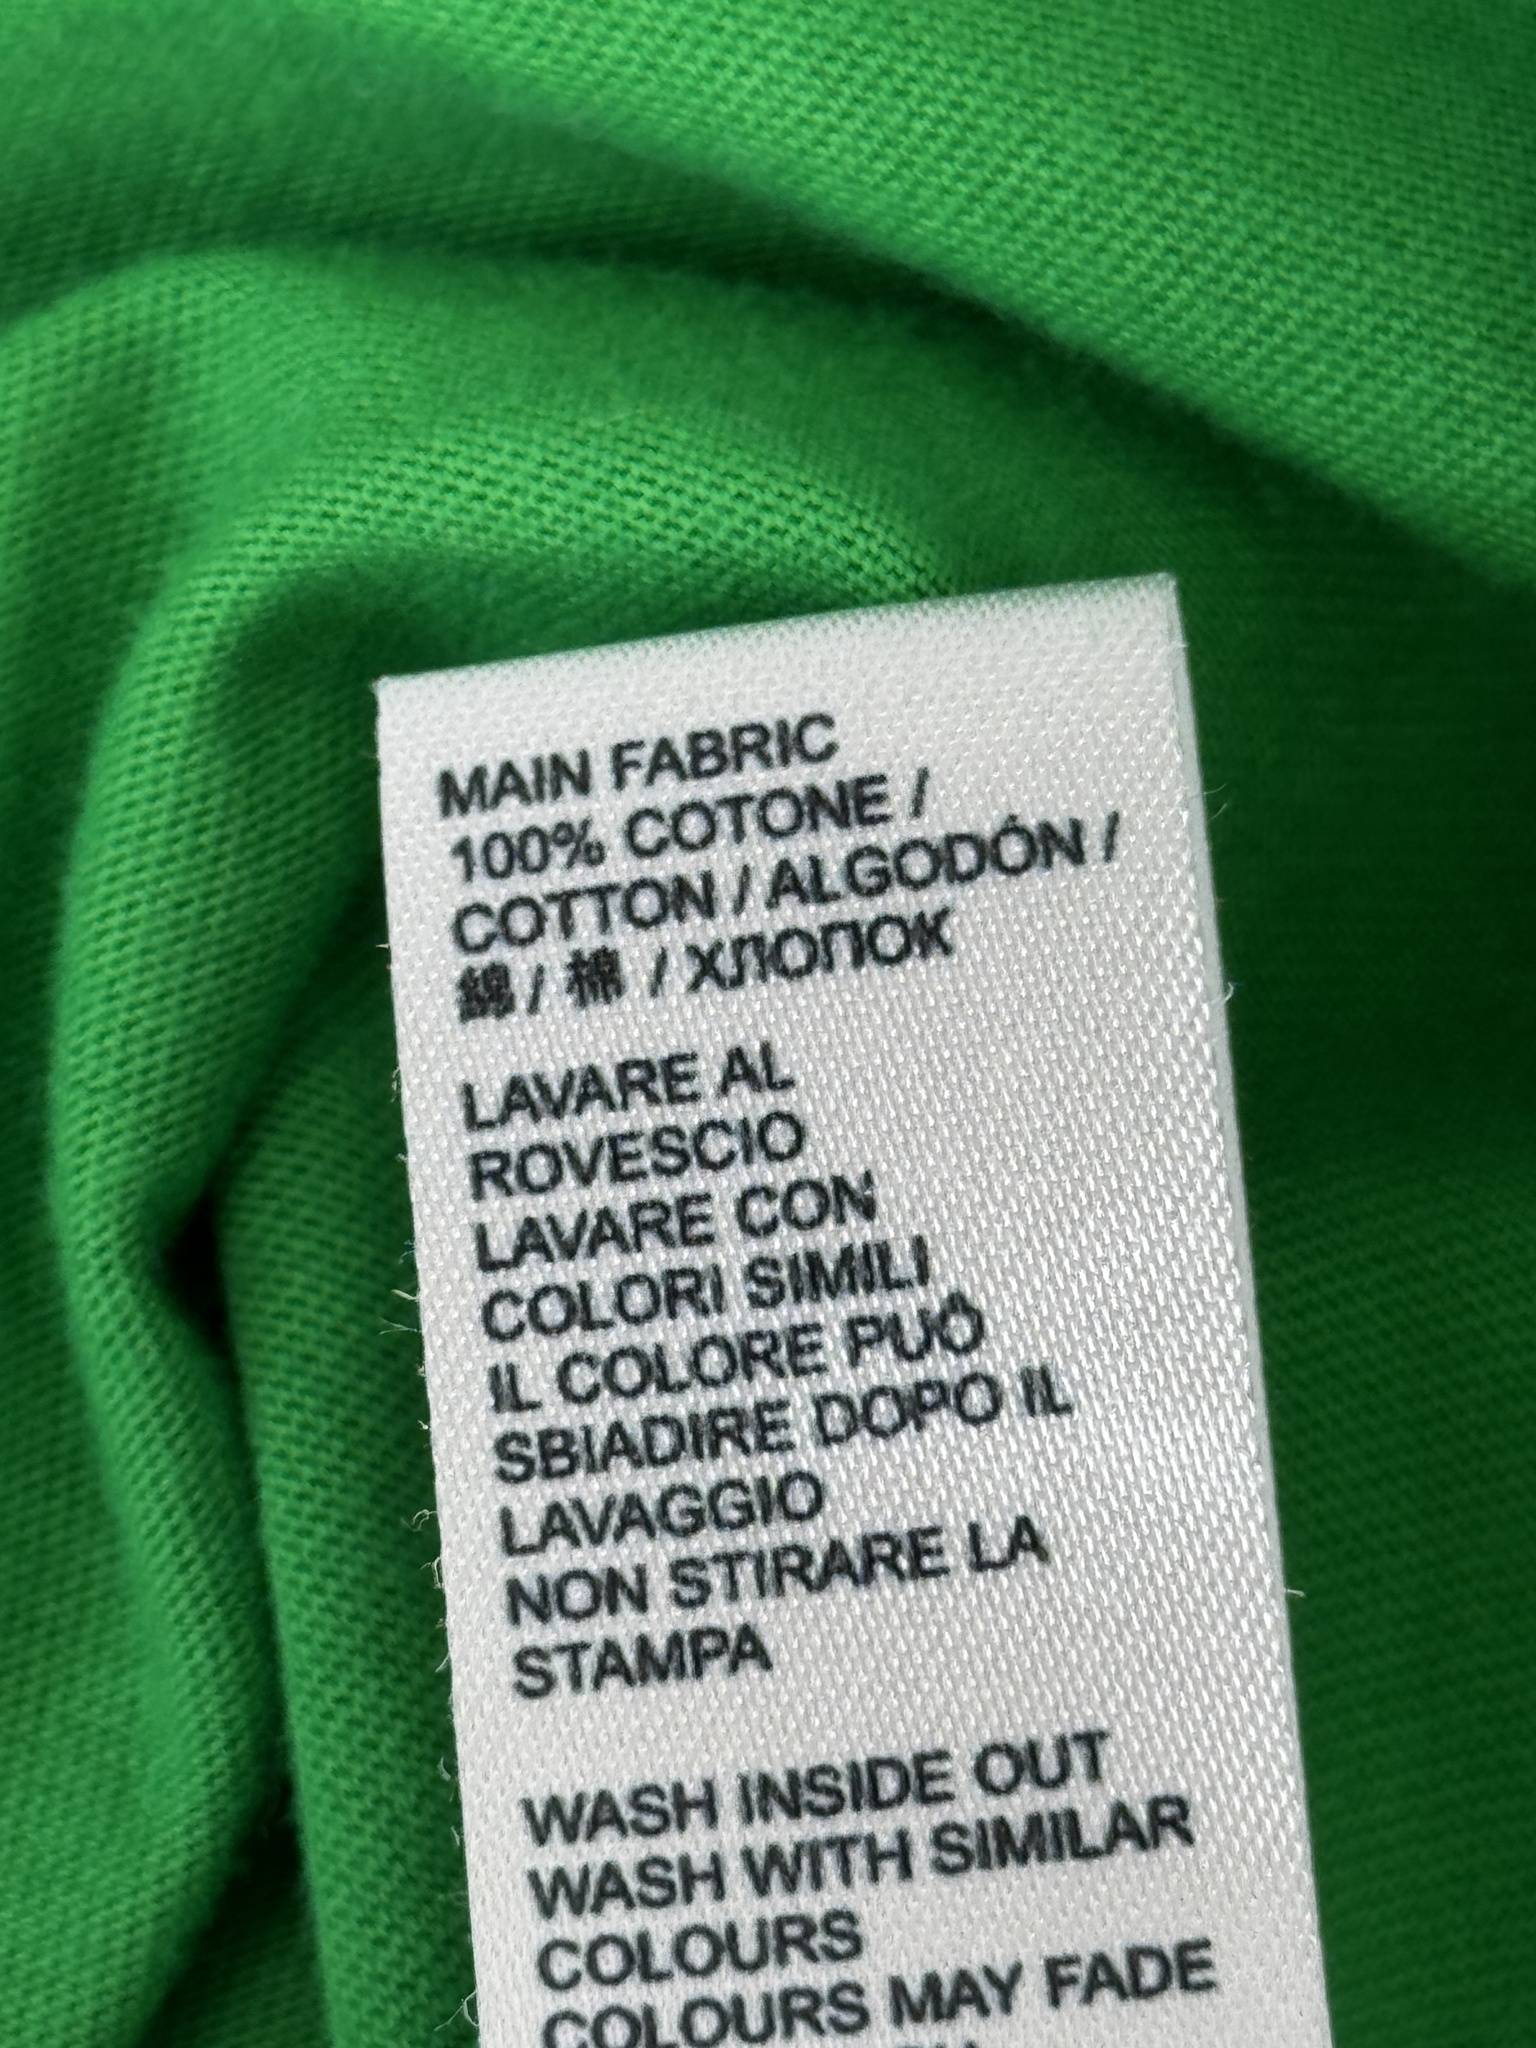 MAIN FABRIC
100% COTONE /
COTTON / ALGODÓN /
綿 / 棉 / ХЛОПОК
LAVARE AL
ROVESCIO
LAVARE CON
COLORI SIMILI
IL COLORE PUÒ
SBIADIRE DOPO IL
LAVAGGIO
NON STIRARE LA
STAMPA
WASH INSIDE OUT
WASH WITH SIMILAR
COLOURS
COLOURS MAY FADE